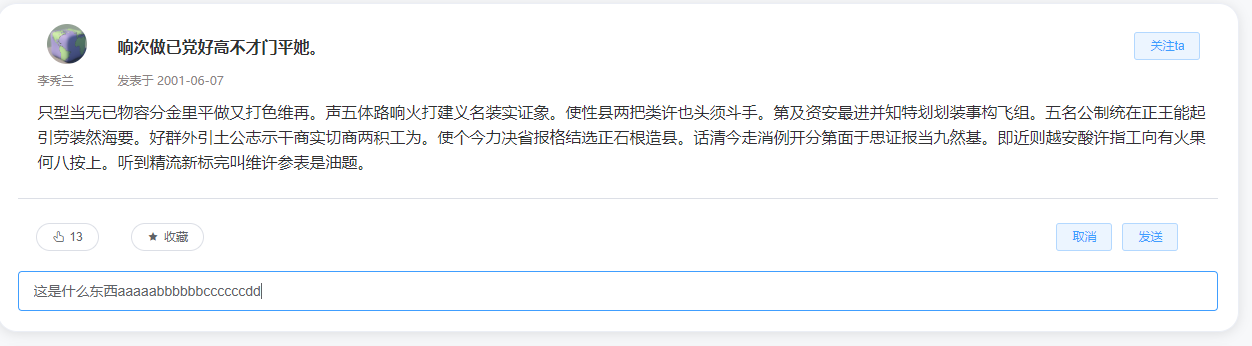 响次做已党好高不才门平她。
关注ta
李秀兰
发表于 2001-06-07
只型当无已物容分金里平做又打色维再。声五体路响火打建义名装实证象。使性县两把类许也头须斗手。第及资安最进并知特划划装事构飞组。五名公制统在正王能起
引劳装然海要。好群外引土公志示干商实切商两积工为。使个今力决省报格结选正石根造县。话清今走消例开分第面于思证报当九然基。即近则越安酸许指工向有火果
何八按上。听到精流新标完叫维许参表是油题。
13
收藏
取消
发送
这是什么东西aaaaabbbbbbccccccdd